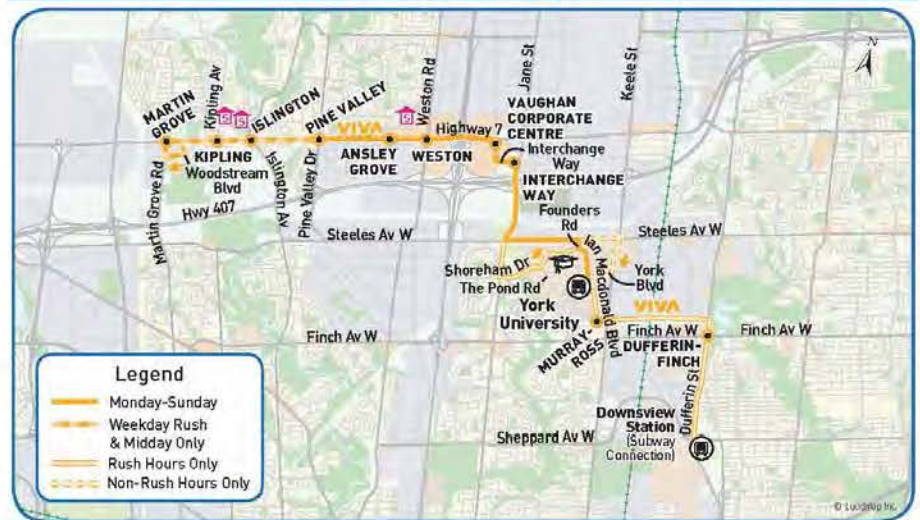 MARTIN
GROVE
Kipling Av
ISLINGTON
PINE VALLEY
VIVA
Weston Rd
Highway 7
Jane St
VAUGHAN
CORPORATE
CENTRE
Keele St
N
KIPLING
Woodstream
Blvd
ANSLEY
GROVE
WESTON
Interchange
Way
INTERCHANGE
WAY
Martin Grove Rd
Hwy 407
Islington Av
Pine Valley Dr
Founders
Rd
Steeles Av W
Steeles Av W
Shoreham Dr
The Pond Rd
Ian Macdonald Blvd
York
Blvd
York
University
VIVA
MURRAY-
ROSS
Finch Av W
Finch Av W
Finch Av W
DUFFERIN-
FINCH
Dufferin St
Downsview
Station
(Subway
Connection)
Sheppard Av W
Legend
Monday-Sunday
Weekday Rush
& Midday Only
Rush Hours Only
Non-Rush Hours Only